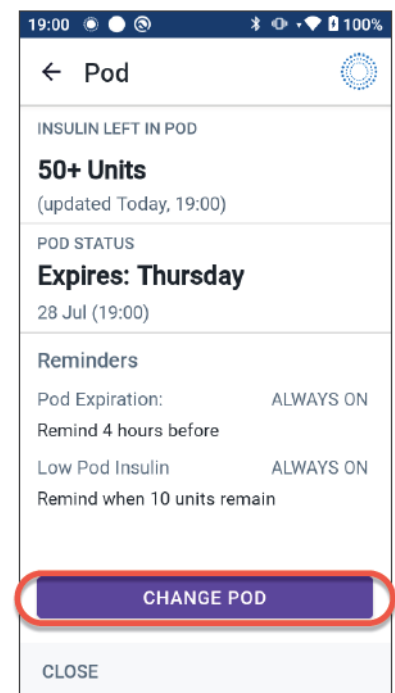 19:00 100%
Pod
INSULIN LEFT IN POD
50+ Units
(updated Today, 19:00)
POD STATUS
Expires: Thursday
28 Jul (19:00)
Reminders
Pod Expiration: ALWAYS ON
Remind 4 hours before
Low Pod Insulin ALWAYS ON
Remind when 10 units remain
CHANGE POD
CLOSE